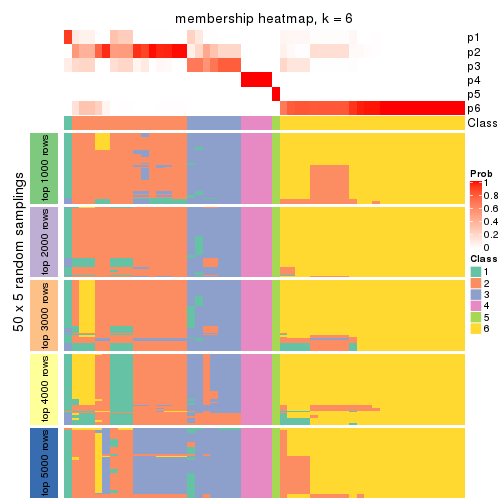 membership heatmap, k = 6
p1
p2
p3
p4
p5
p6
Class
50 x 5 random samplings
top 1000 rows
top 2000 rows
top 3000 rows
top 4000 rows
top 5000 rows
Prob
1
0.8
0.6
0.4
0.2
0
Class
1
2
3
4
5
6